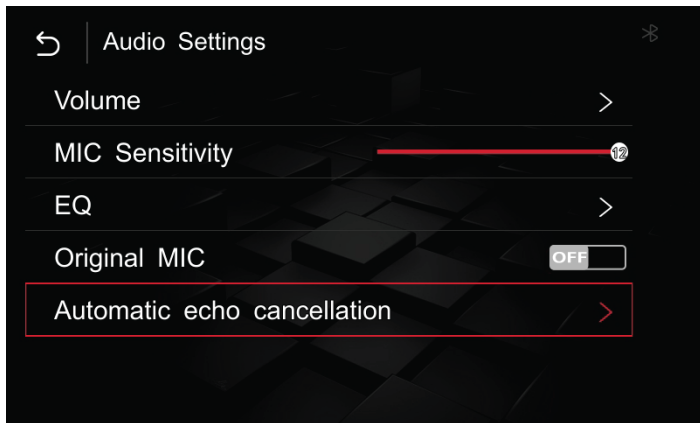 Audio Settings
Volume
MIC Sensitivity
12
EQ
Original MIC
OFF
Automatic echo cancellation